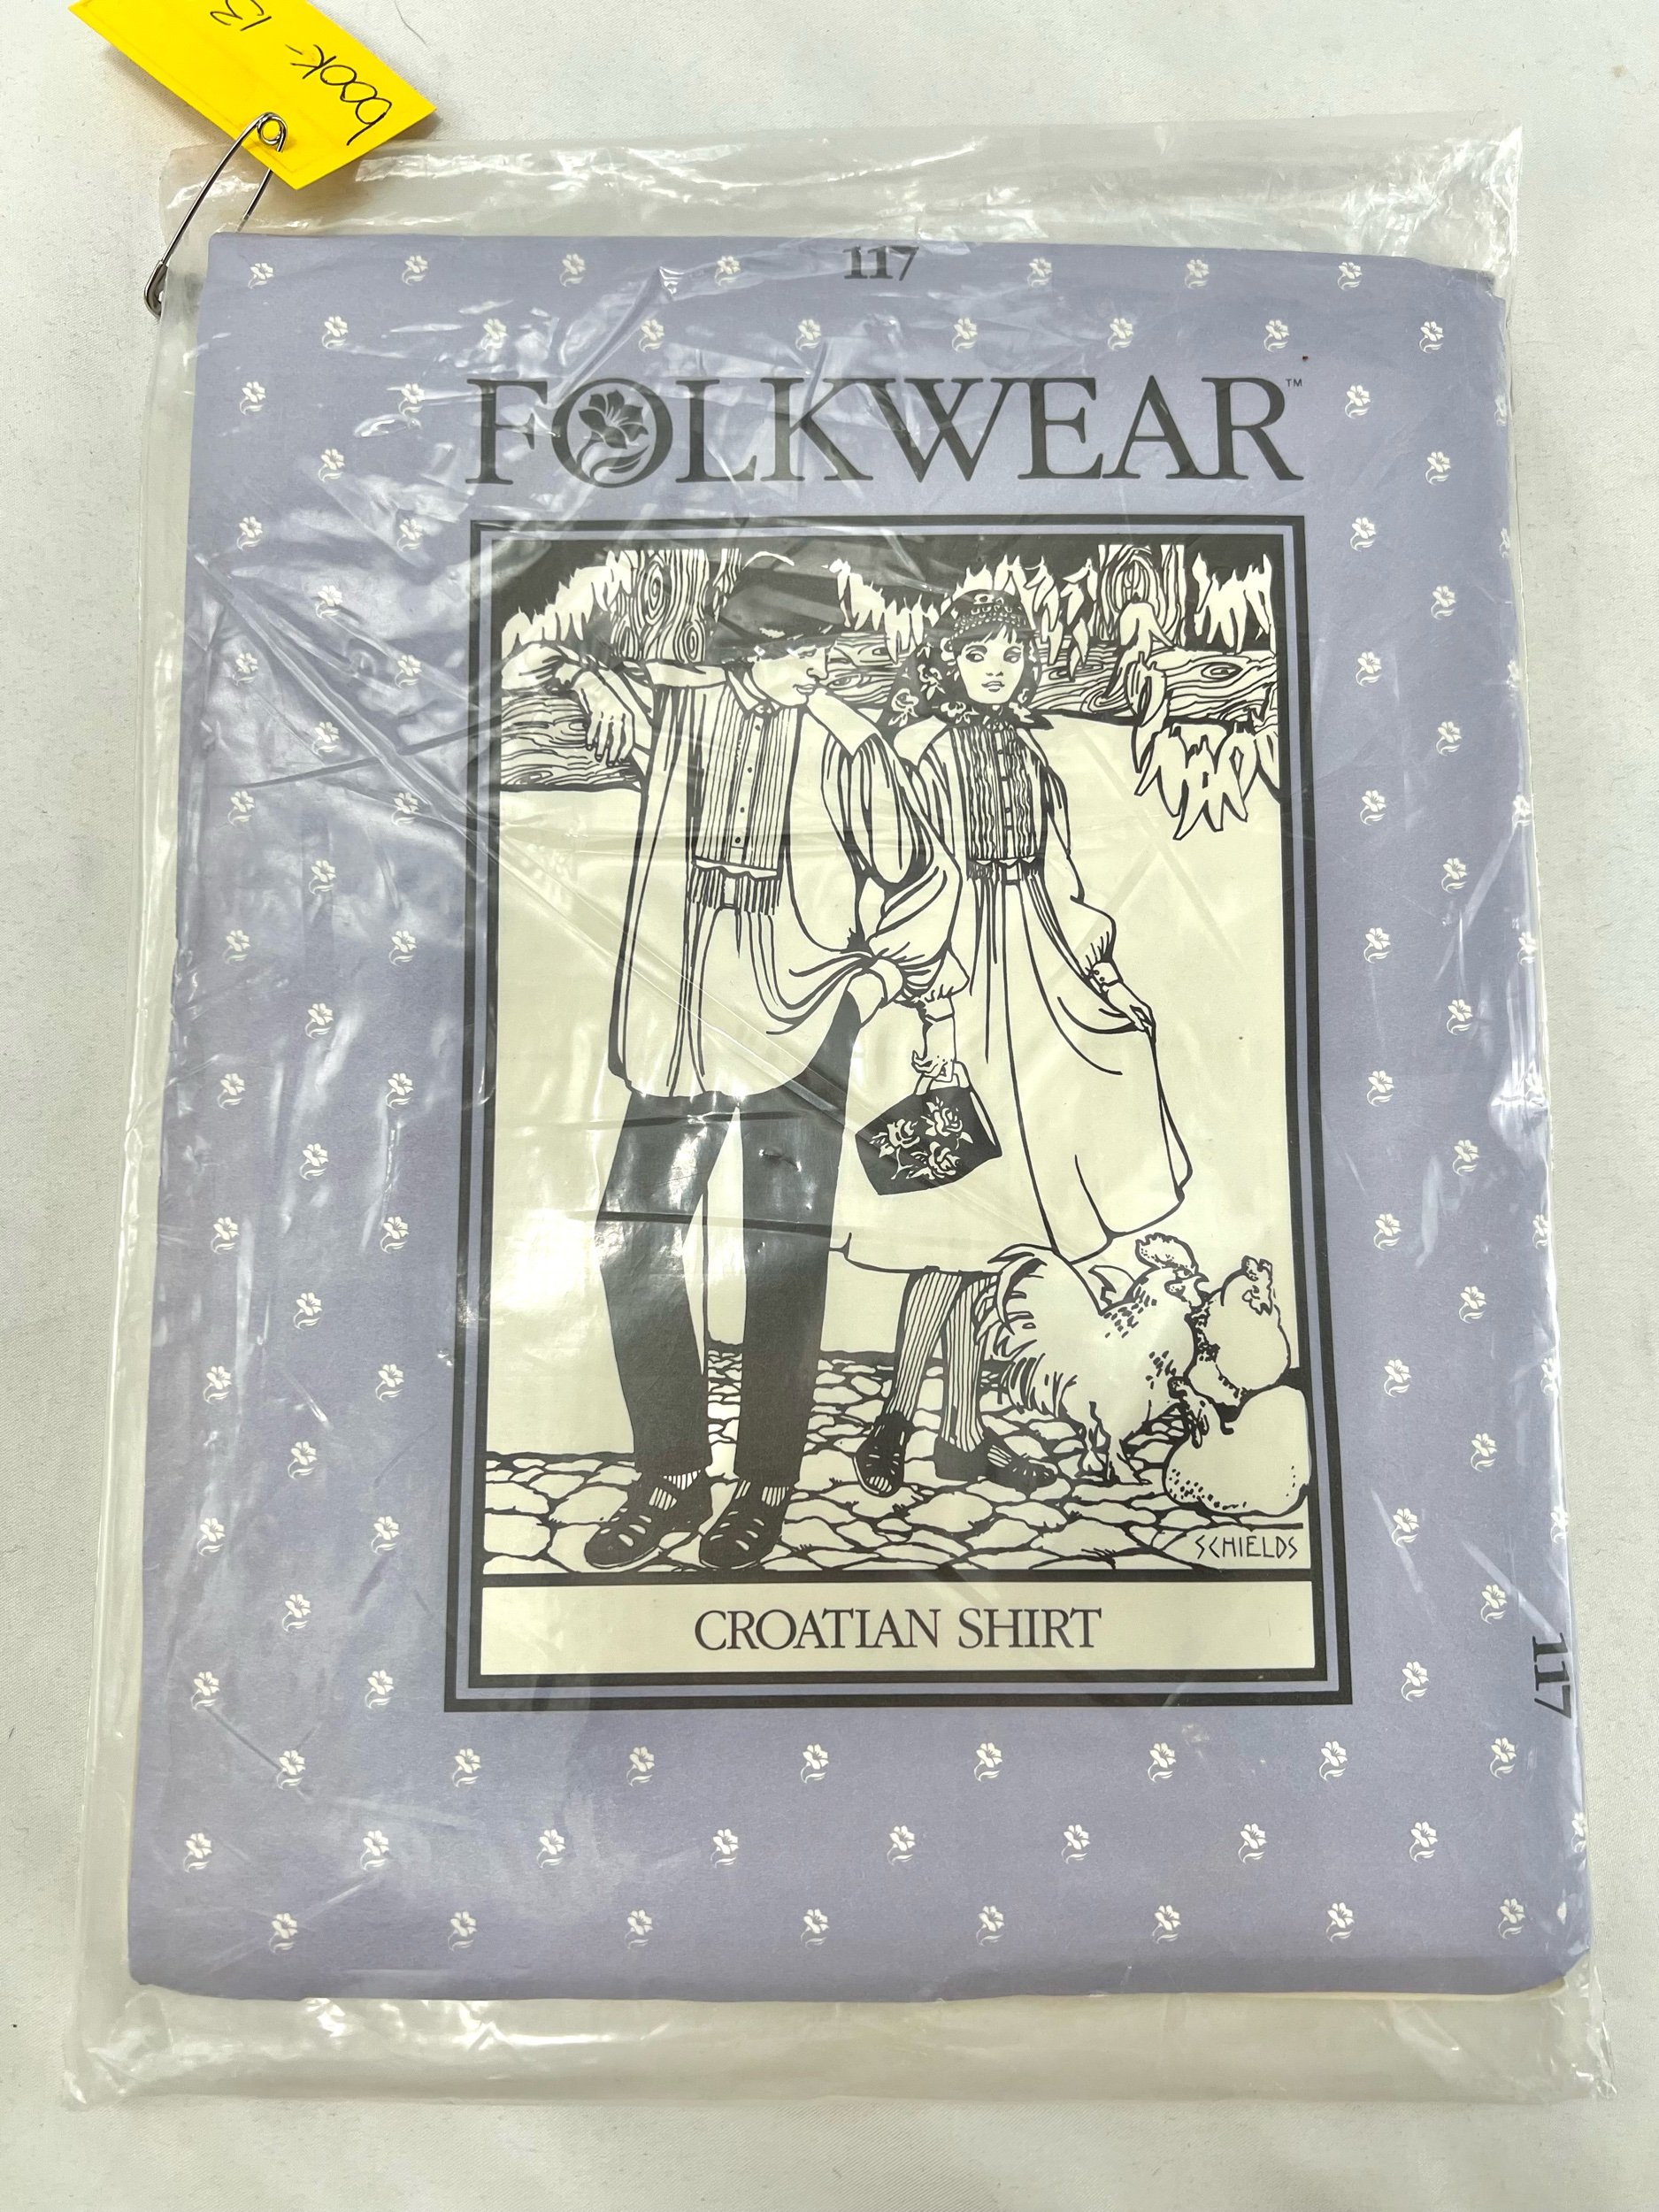 book- 13
117
FOLKWEAR™
SCHIELDS
CROATIAN SHIRT
117